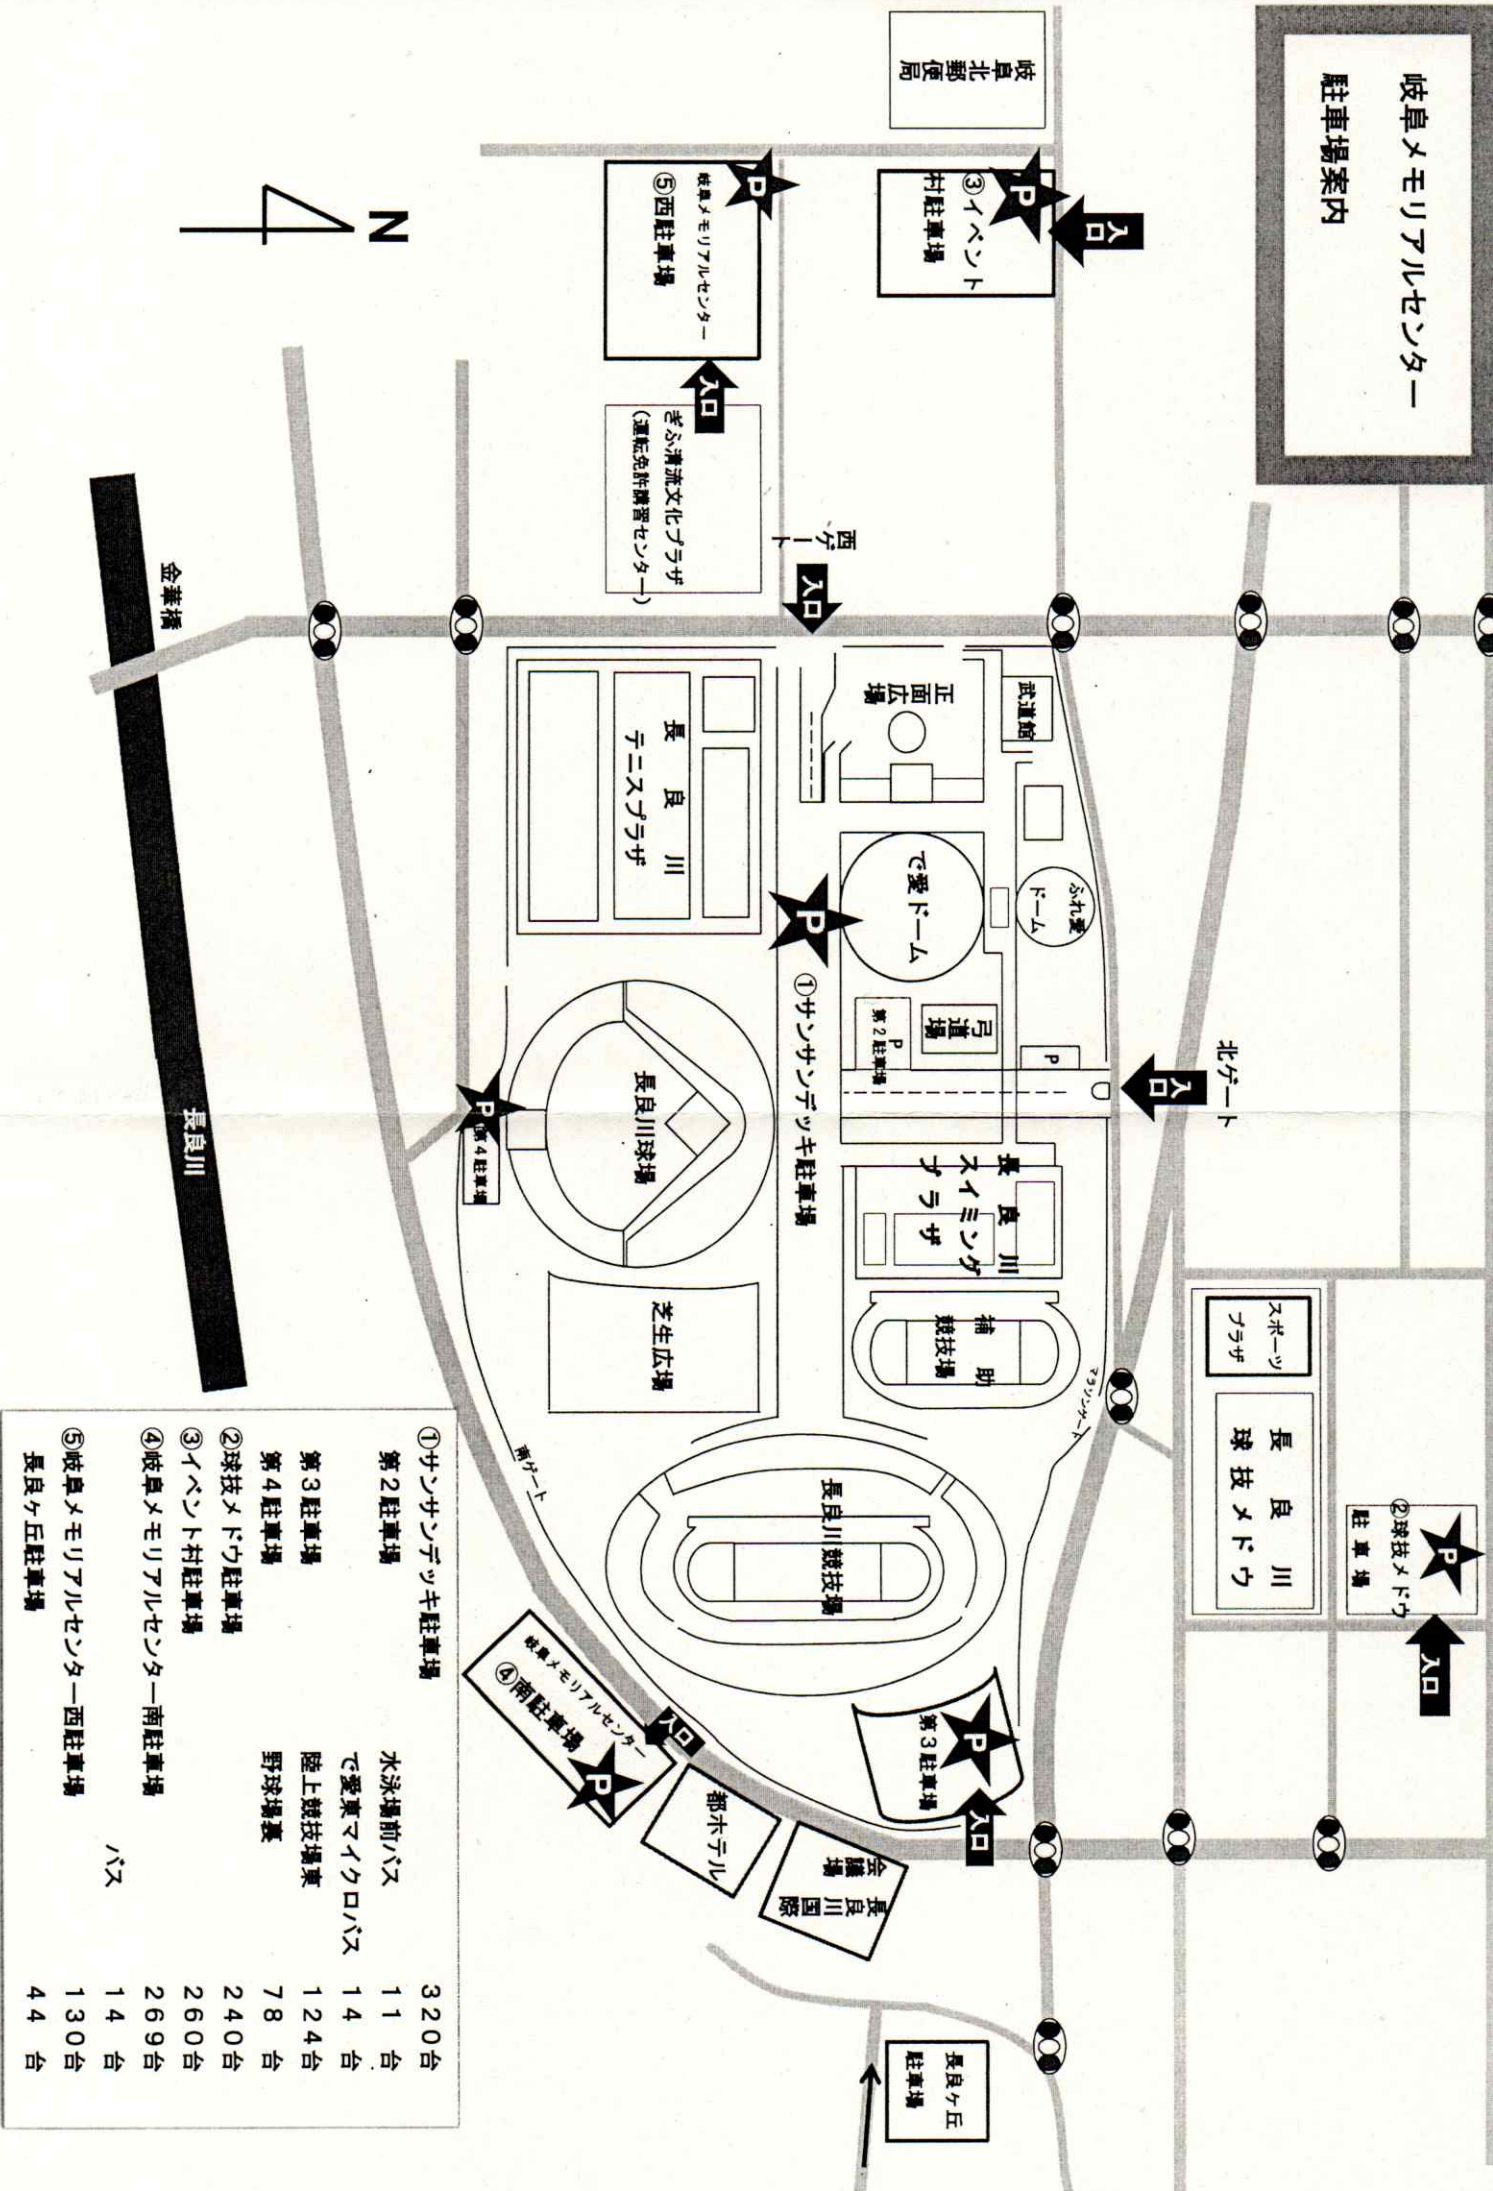 岐阜メモリアルセンター
駐車場案内
岐阜北郵便局
③イベント
村駐車場
P
入口
岐阜メモリアルセンター
⑤西駐車場
P
入口
ぎふ清流文化プラザ
(運転免許講習センター)
N
西ゲート
入口
金華橋
長良川
武道館
正面広場
長良川
テニスプラザ
ふれ愛
ドーム
で愛ドーム
P
①サンサンデッキ駐車場
弓道場
P
第2駐車場
P
北ゲート
入口
長良川球場
P
第4駐車場
長良川
スイミング
プラザ
補助
競技場
マラソンゲート
芝生広場
南ゲート
長良川競技場
スポーツ
プラザ
長良川
球技メドウ
P
②球技メドウ
駐車場
入口
P
第3駐車場
入口
岐阜メモリアルセンター
④南駐車場
P
入口
都ホテル
長良川国際
会議場
長良ヶ丘
駐車場
①サンサンデッキ駐車場 320台
第2駐車場 水泳場前バス 11 台
で愛東マイクロバス 14 台
第3駐車場 陸上競技場東 124台
第4駐車場 野球場裏 78 台
②球技メドウ駐車場 240台
③イベント村駐車場 260台
④岐阜メモリアルセンター南駐車場 269台
バス 14 台
⑤岐阜メモリアルセンター西駐車場 130台
長良ヶ丘駐車場 44 台